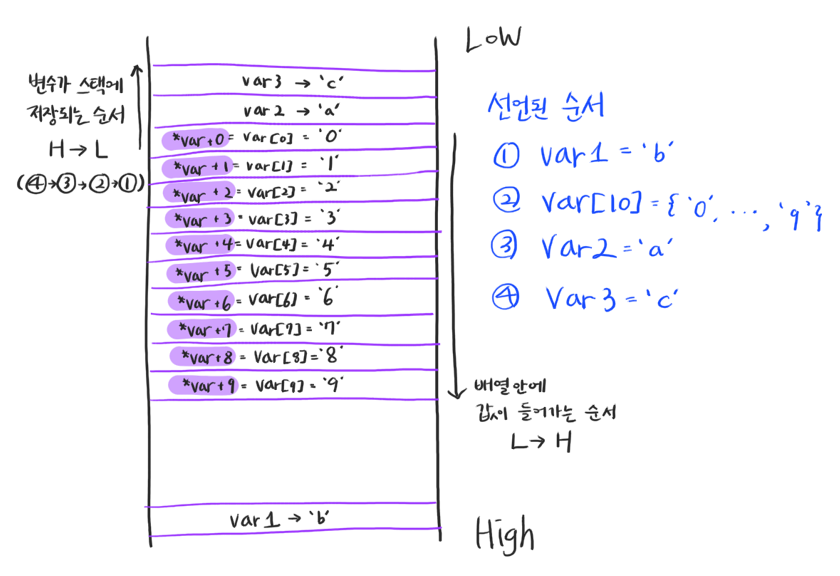 LOW
변수가 스택에
저장되는 순서
H → L
(④→③→②→①)
var3 → 'c'
var2 → 'a'
*var+0 = var[0] = '0'
*var+1 = var[1] = '1'
*var+2 = var[2] = '2'
*var+3 = var[3] = '3'
*var+4 = var[4] = '4'
*var+5 = var[5] = '5'
*var+6 = var[6] = '6'
*var+7 = var[7] = '7'
*var+8 = var[8] = '8'
*var+9 = var[9] = '9'
var1 → 'b'
선언된 순서
① var1 = 'b'
② var[10] = {'0', ..., '9'}
③ var2 = 'a'
④ var3 = 'c'
배열 안에
값이 들어가는 순서
L → H
High